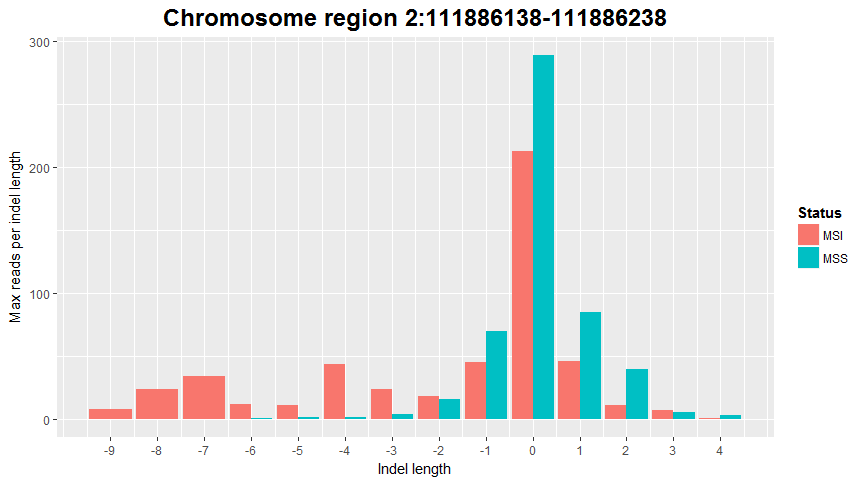 Chromosome region 2:111886138-111886238
300
200
100
0
Max reads per indel length
-9 -8 -7 -6 -5 -4 -3 -2 -1 0 1 2 3 4
Indel length
Status
MSI
MSS